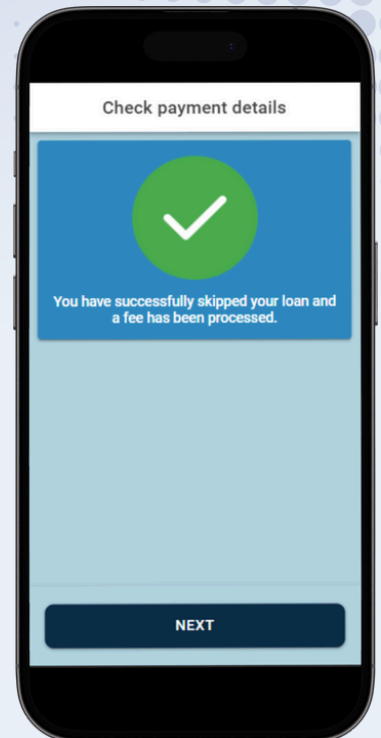 Check payment details
You have successfully skipped your loan and
a fee has been processed.
NEXT